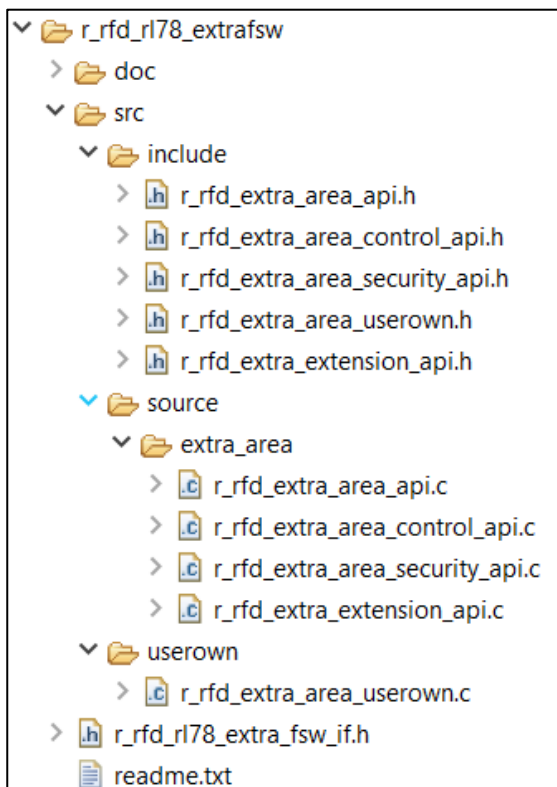 r_rfd_rl78_extrafsw
doc
src
include
r_rfd_extra_area_api.h
r_rfd_extra_area_control_api.h
r_rfd_extra_area_security_api.h
r_rfd_extra_area_userown.h
r_rfd_extra_extension_api.h
source
extra_area
r_rfd_extra_area_api.c
r_rfd_extra_area_control_api.c
r_rfd_extra_area_security_api.c
r_rfd_extra_extension_api.c
userown
r_rfd_extra_area_userown.c
r_rfd_rl78_extra_fsw_if.h
readme.txt